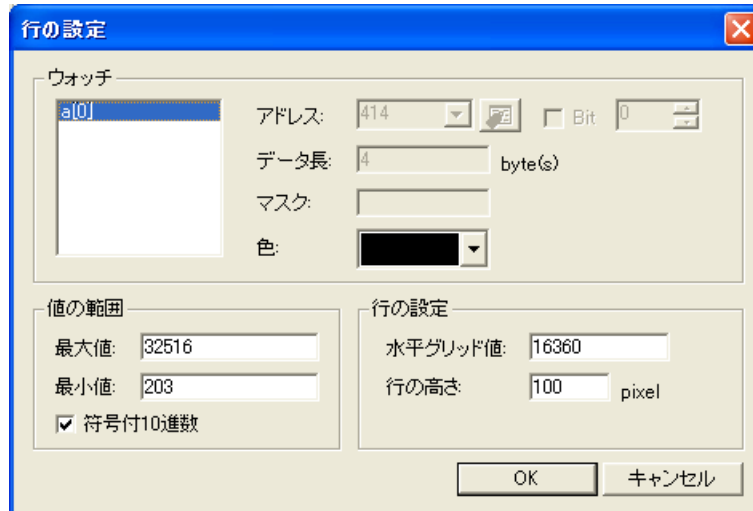 行の設定
ウォッチ
a[0]
アドレス: 414 Bit 0
データ長: 4 byte(s)
マスク:
色:
値の範囲
最大値: 32516
最小値: 203
符号付10進数
行の設定
水平グリッド値: 16360
行の高さ: 100 pixel
OK キャンセル